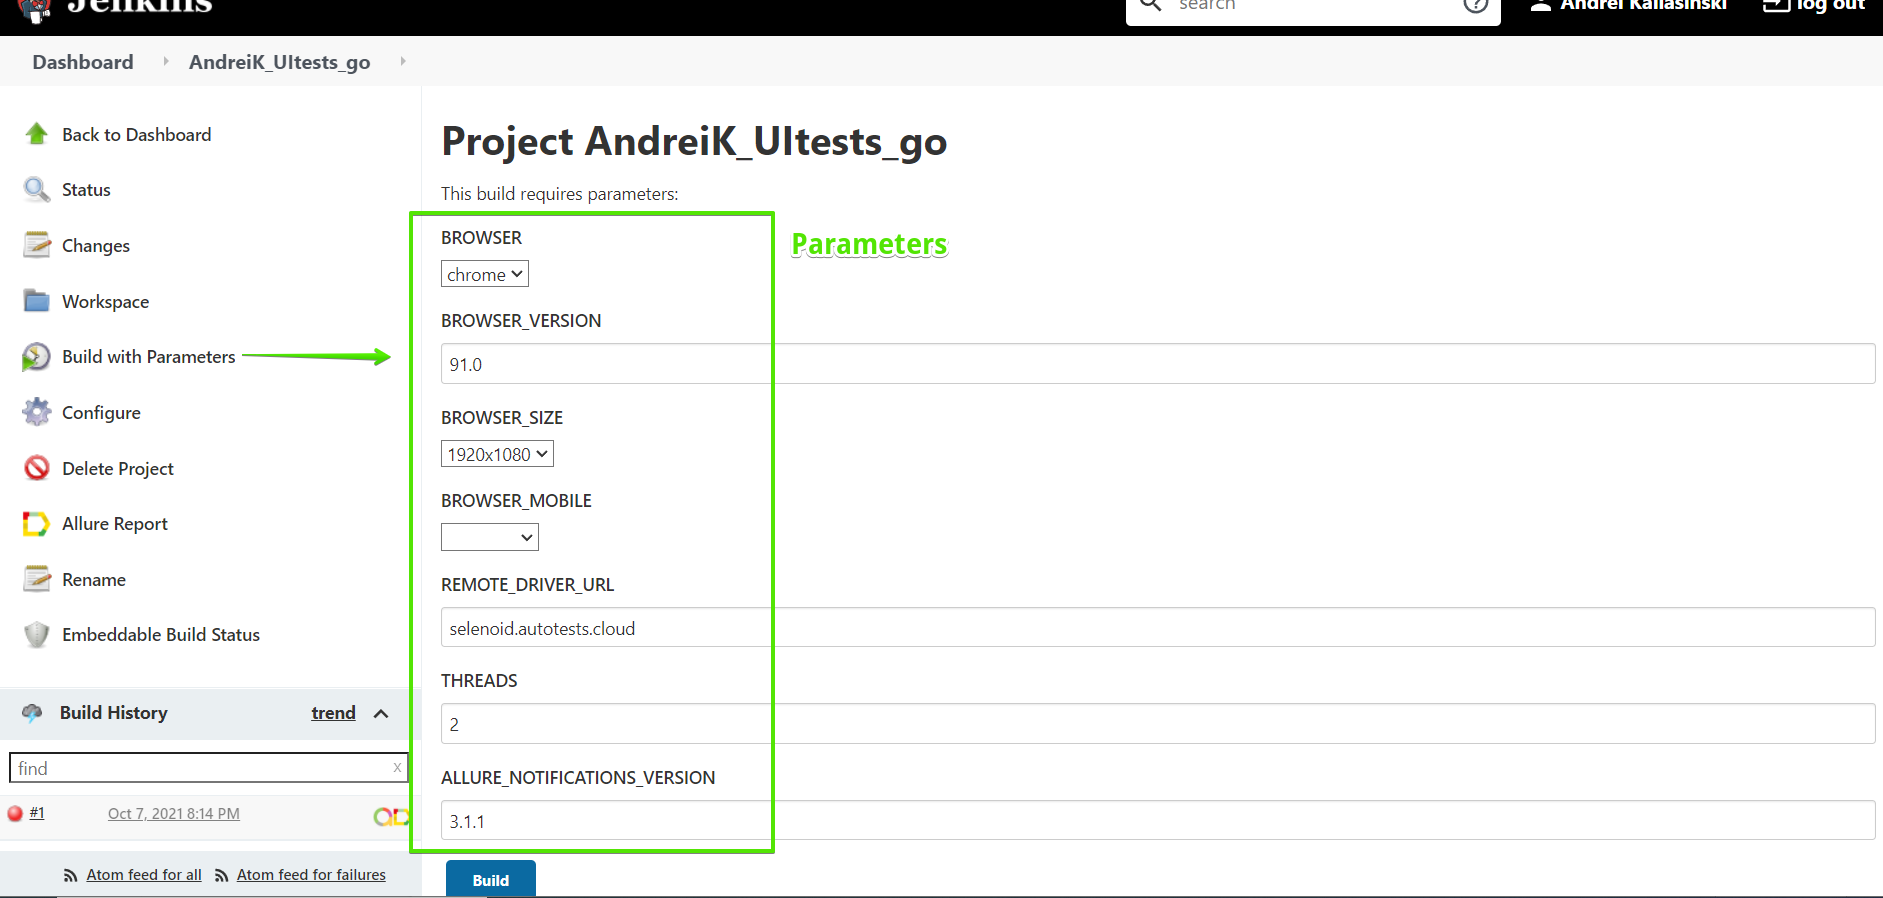 Jenkins
search
Andrei Kaliasinski
log out
Dashboard
AndreiK_UItests_go
Back to Dashboard
Status
Changes
Workspace
Build with Parameters
Configure
Delete Project
Allure Report
Rename
Embeddable Build Status
Build History
trend
find
x
#1
Oct 7, 2021 8:14 PM
Atom feed for all
Atom feed for failures
Project AndreiK_UItests_go
This build requires parameters:
Parameters
BROWSER
chrome
BROWSER_VERSION
91.0
BROWSER_SIZE
1920x1080
BROWSER_MOBILE
REMOTE_DRIVER_URL
selenoid.autotests.cloud
THREADS
2
ALLURE_NOTIFICATIONS_VERSION
3.1.1
Build